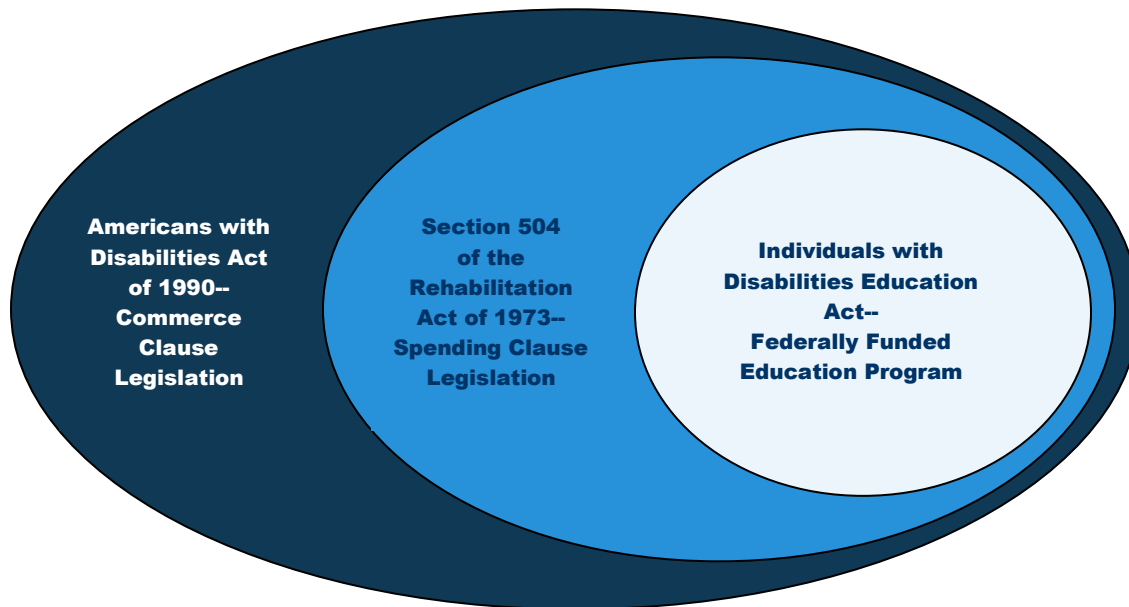 Americans with
Disabilities Act
of 1990--
Commerce
Clause
Legislation
Section 504
of the
Rehabilitation
Act of 1973--
Spending Clause
Legislation
Individuals with
Disabilities Education
Act--
Federally Funded
Education Program